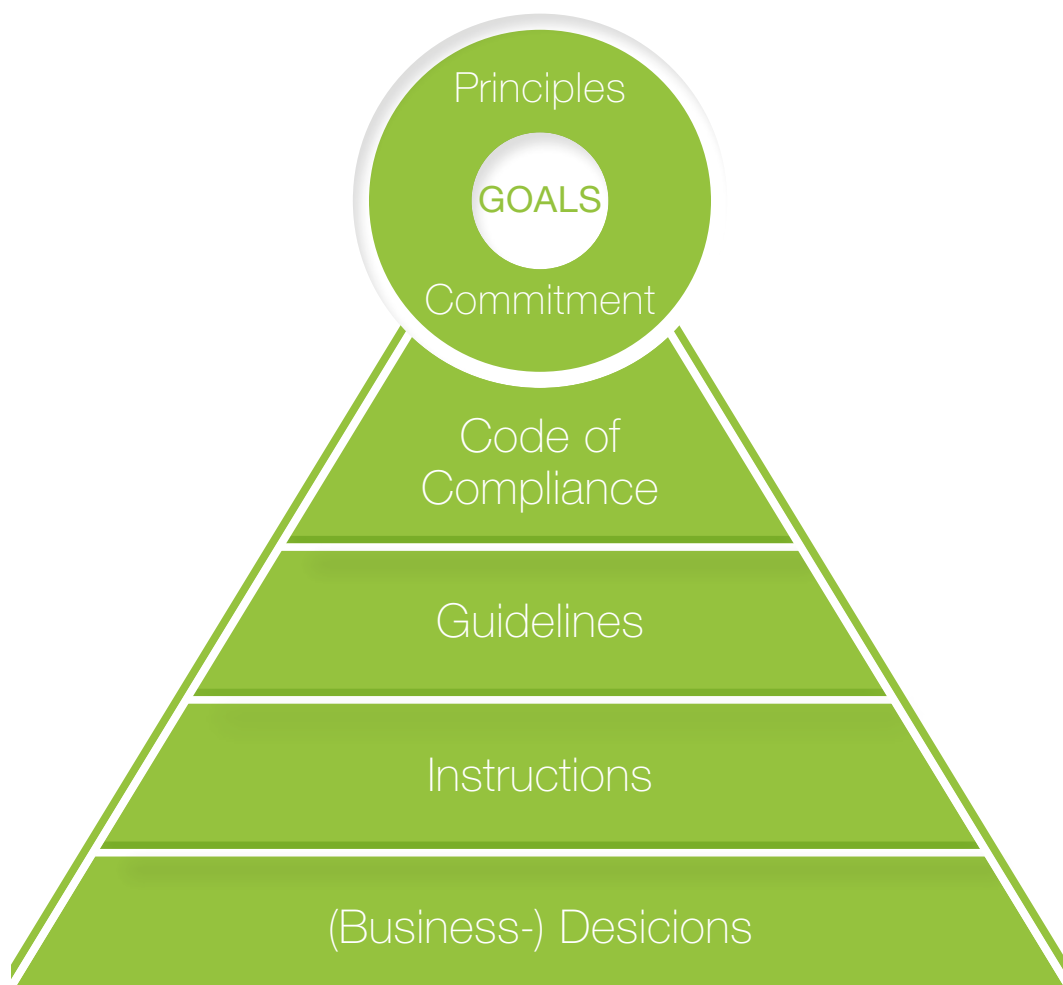 Principles
GOALS
Commitment
Code of
Compliance
Guidelines
Instructions
(Business-) Desicions